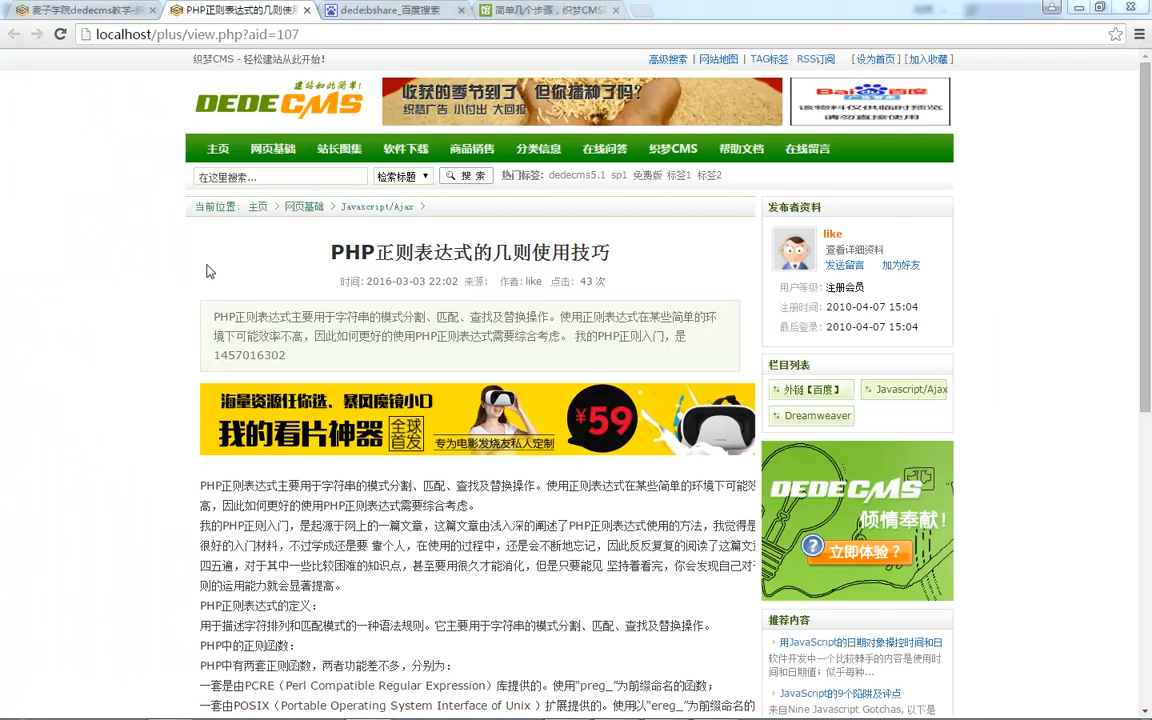 麦子学院dedecms教学-
PHP正则表达式的几则使用
dede:bshare_百度搜索
简单几个步骤，织梦CMS
localhost/plus/view.php?aid=107
织梦CMS - 轻松建站从此开始！
高级搜索 | 网站地图 | TAG标签 RSS订阅 [设为首页] [加入收藏]
建站如此简单!
DEDECMS
收获的季节到了 但你播种了吗?
织梦广告 小付出 大回报
Bai百度
广告管家
该物料仅供临时预览
请勿直接使用
主页 网页基础 站长图集 软件下载 商品销售 分类信息 在线问答 织梦CMS 帮助文档 在线留言
在这里搜索... 检索标题 搜 索 热门标签: dedecms5.1 sp1 免费版 标签1 标签2
当前位置: 主页 > 网页基础 > Javascript/Ajax >
PHP正则表达式的几则使用技巧
时间:2016-03-03 22:02 来源: 作者:like 点击: 43 次
PHP正则表达式主要用于字符串的模式分割、匹配、查找及替换操作。使用正则表达式在某些简单的环
境下可能效率不高，因此如何更好的使用PHP正则表达式需要综合考虑。 我的PHP正则入门，是
1457016302
海量资源任你选、暴风魔镜小D
我的看片神器 全球首发
专为电影发烧友私人定制
¥59
PHP正则表达式主要用于字符串的模式分割、匹配、查找及替换操作。使用正则表达式在某些简单的环境下可能效
高，因此如何更好的使用PHP正则表达式需要综合考虑。
我的PHP正则入门，是起源于网上的一篇文章，这篇文章由浅入深的阐述了PHP正则表达式使用的方法，我觉得是
很好的入门材料，不过学成还是要 靠个人，在使用的过程中，还是会不断地忘记，因此反反复复的阅读了这篇文
四五遍，对于其中一些比较困难的知识点，甚至要用很久才能消化，但是只要能见 坚持着看完，你会发现自己对
则的运用能力就会显著提高。
PHP正则表达式的定义：
用于描述字符排列和匹配模式的一种语法规则。它主要用于字符串的模式分割、匹配、查找及替换操作。
PHP中的正则函数：
PHP中有两套正则函数，两者功能差不多，分别为：
一套是由PCRE（Perl Compatible Regular Expression）库提供的。使用“preg_”为前缀命名的函数；
一套由POSIX（Portable Operating System Interface of Unix ）扩展提供的。使用以“ereg_”为前缀命名的
发布者资料
like
查看详细资料
发送留言 加为好友
用户等级: 注册会员
注册时间: 2010-04-07 15:04
最后登录: 2010-04-07 15:04
栏目列表
外链【百度】 Javascript/Ajax
Dreamweaver
DEDECMS
倾情奉献!
? 立即体验？
推荐内容
用JavaScript的日期对象操控时间和日
软件开发中一个比较棘手的内容是使用时
间和日期值；似乎每种...
JavaScript的9个陷阱及评点
来自Nine Javascript Gotchas, 以下是